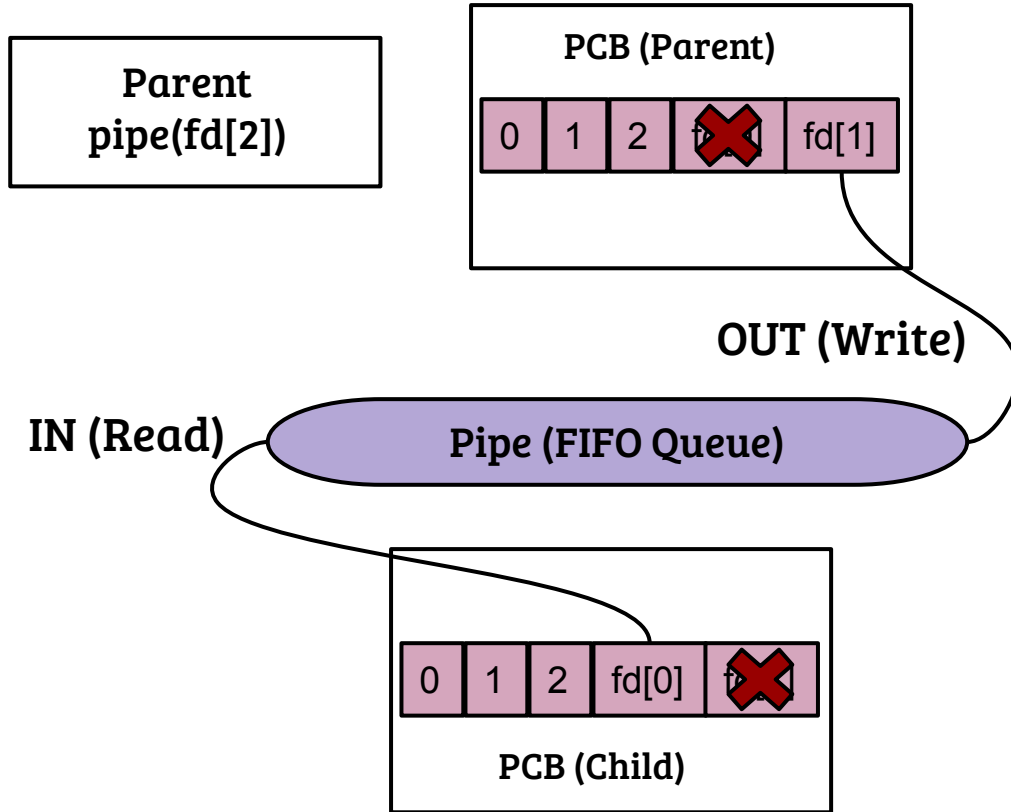 Parent
pipe(fd[2])
PCB (Parent)
0 1 2 fd[1]
OUT (Write)
IN (Read)
Pipe (FIFO Queue)
0 1 2 fd[0]
PCB (Child)